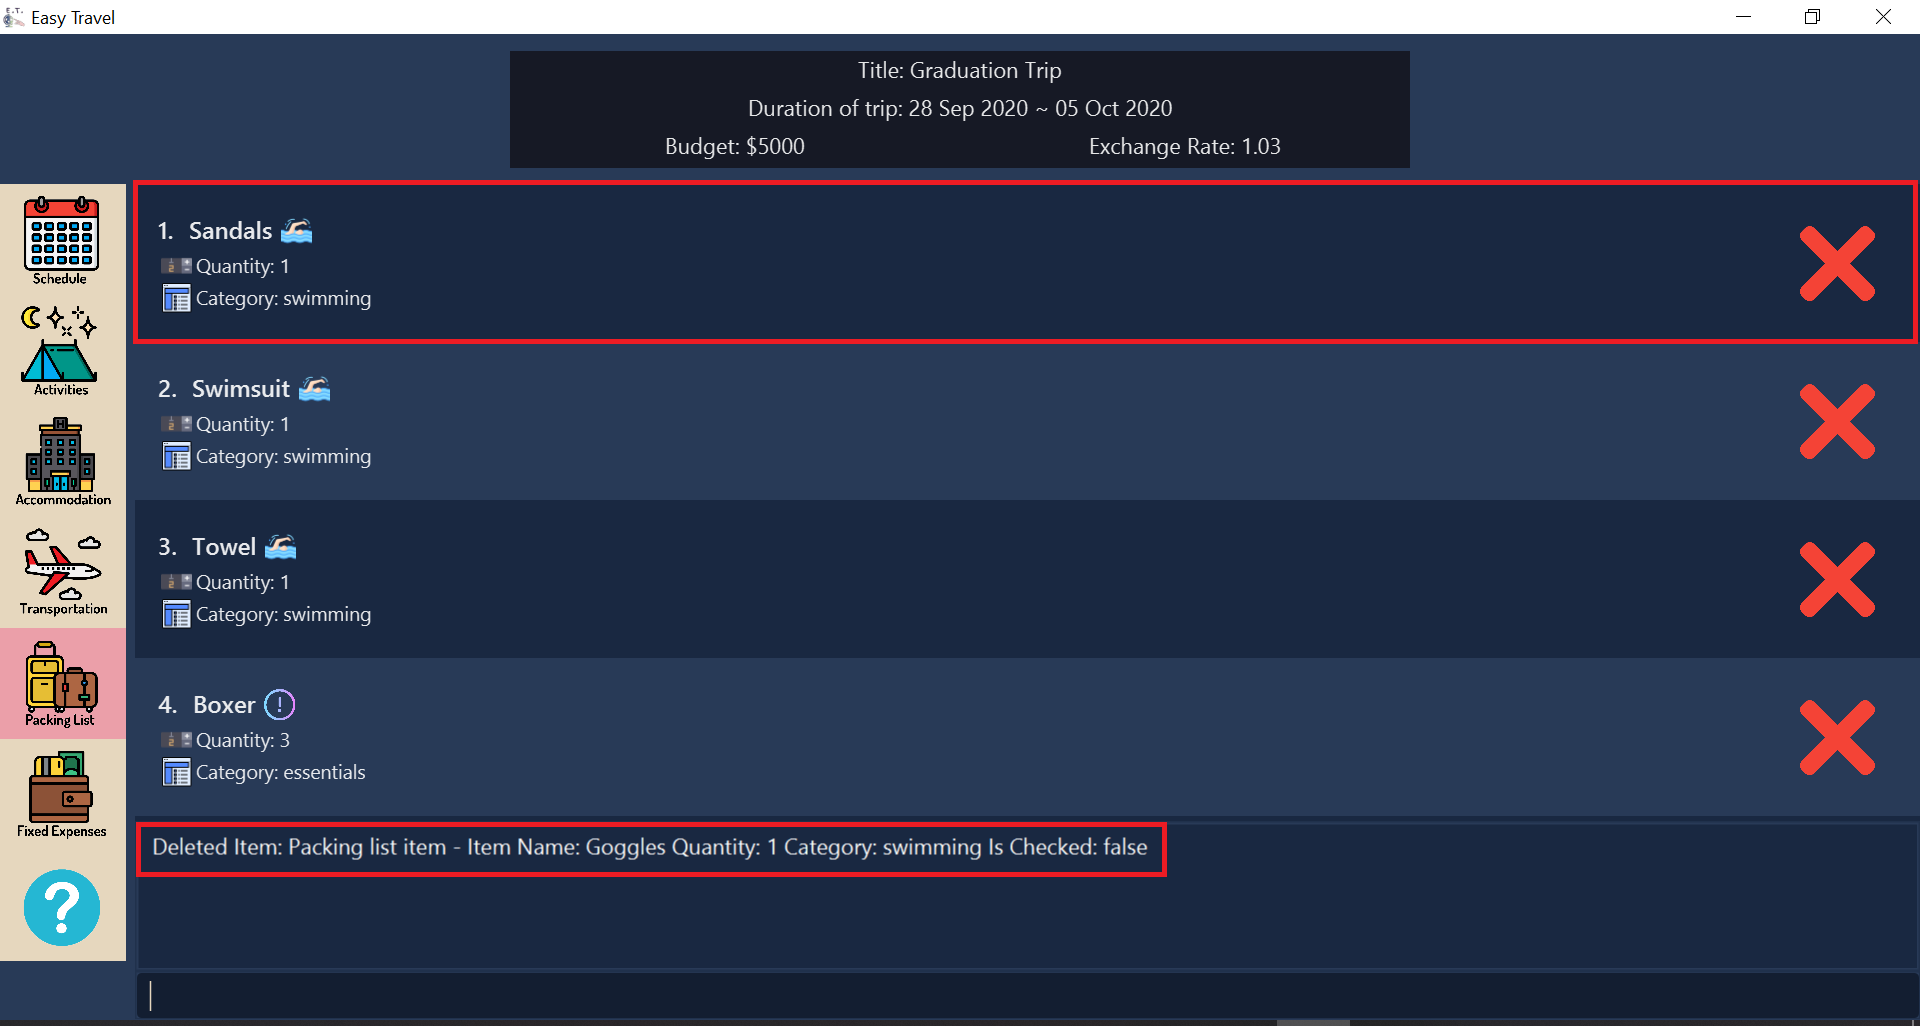 Easy Travel
Title: Graduation Trip
Duration of trip: 28 Sep 2020 ~ 05 Oct 2020
Budget: $5000
Exchange Rate: 1.03
Schedule
Activities
Accommodation
Transportation
Packing List
Fixed Expenses
?
1. Sandals
Quantity: 1
Category: swimming
2. Swimsuit
Quantity: 1
Category: swimming
3. Towel
Quantity: 1
Category: swimming
4. Boxer
Quantity: 3
Category: essentials
Deleted Item: Packing list item - Item Name: Goggles Quantity: 1 Category: swimming Is Checked: false